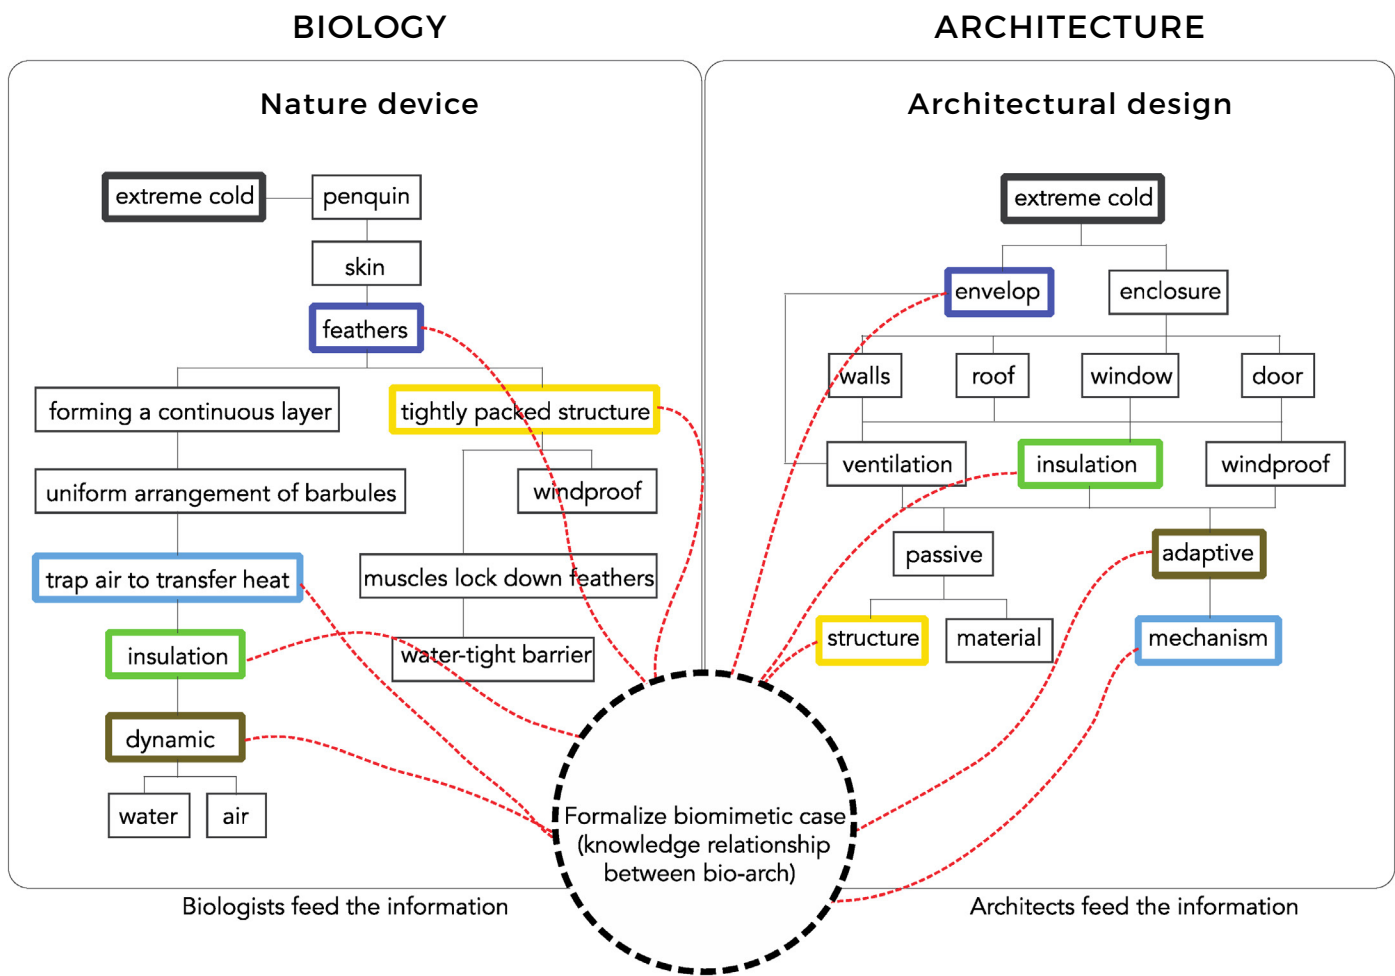 BIOLOGY
ARCHITECTURE
Nature device
extreme cold
penquin
skin
feathers
forming a continuous layer
tightly packed structure
uniform arrangement of barbules
windproof
trap air to transfer heat
muscles lock down feathers
insulation
water-tight barrier
dynamic
water
air
Biologists feed the information
Architectural design
extreme cold
envelop
enclosure
walls
roof
window
door
ventilation
insulation
windproof
passive
adaptive
structure
material
mechanism
Architects feed the information
Formalize biomimetic case
(knowledge relationship
between bio-arch)